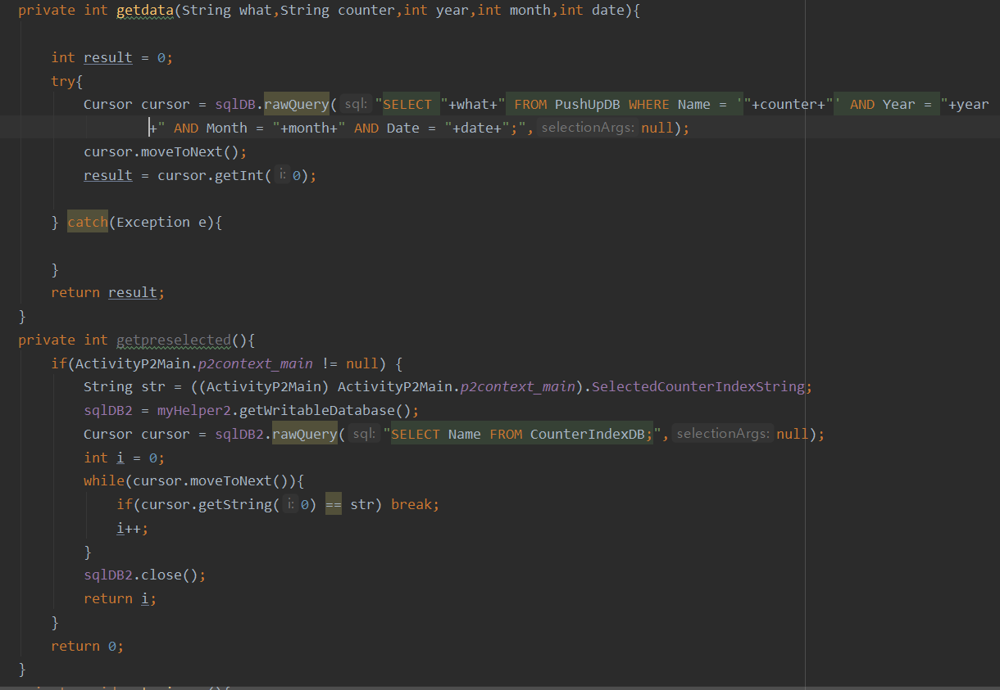 private int getdata(String what,String counter,int year,int month,int date){
int result = 0;
try{
Cursor cursor = sqlDB.rawQuery( sql: "SELECT "+what+" FROM PushUpDB WHERE Name = '"+counter+"' AND Year = "+year
+" AND Month = "+month+" AND Date = "+date+";", selectionArgs: null);
cursor.moveToNext();
result = cursor.getInt( i: 0);
} catch(Exception e){
}
return result;
}
private int getpreselected(){
if(ActivityP2Main.p2context_main != null) {
String str = ((ActivityP2Main) ActivityP2Main.p2context_main).SelectedCounterIndexString;
sqlDB2 = myHelper2.getWritableDatabase();
Cursor cursor = sqlDB2.rawQuery( sql: "SELECT Name FROM CounterIndexDB;", selectionArgs: null);
int i = 0;
while(cursor.moveToNext()){
if(cursor.getString( i: 0) == str) break;
i++;
}
sqlDB2.close();
return i;
}
return 0;
}